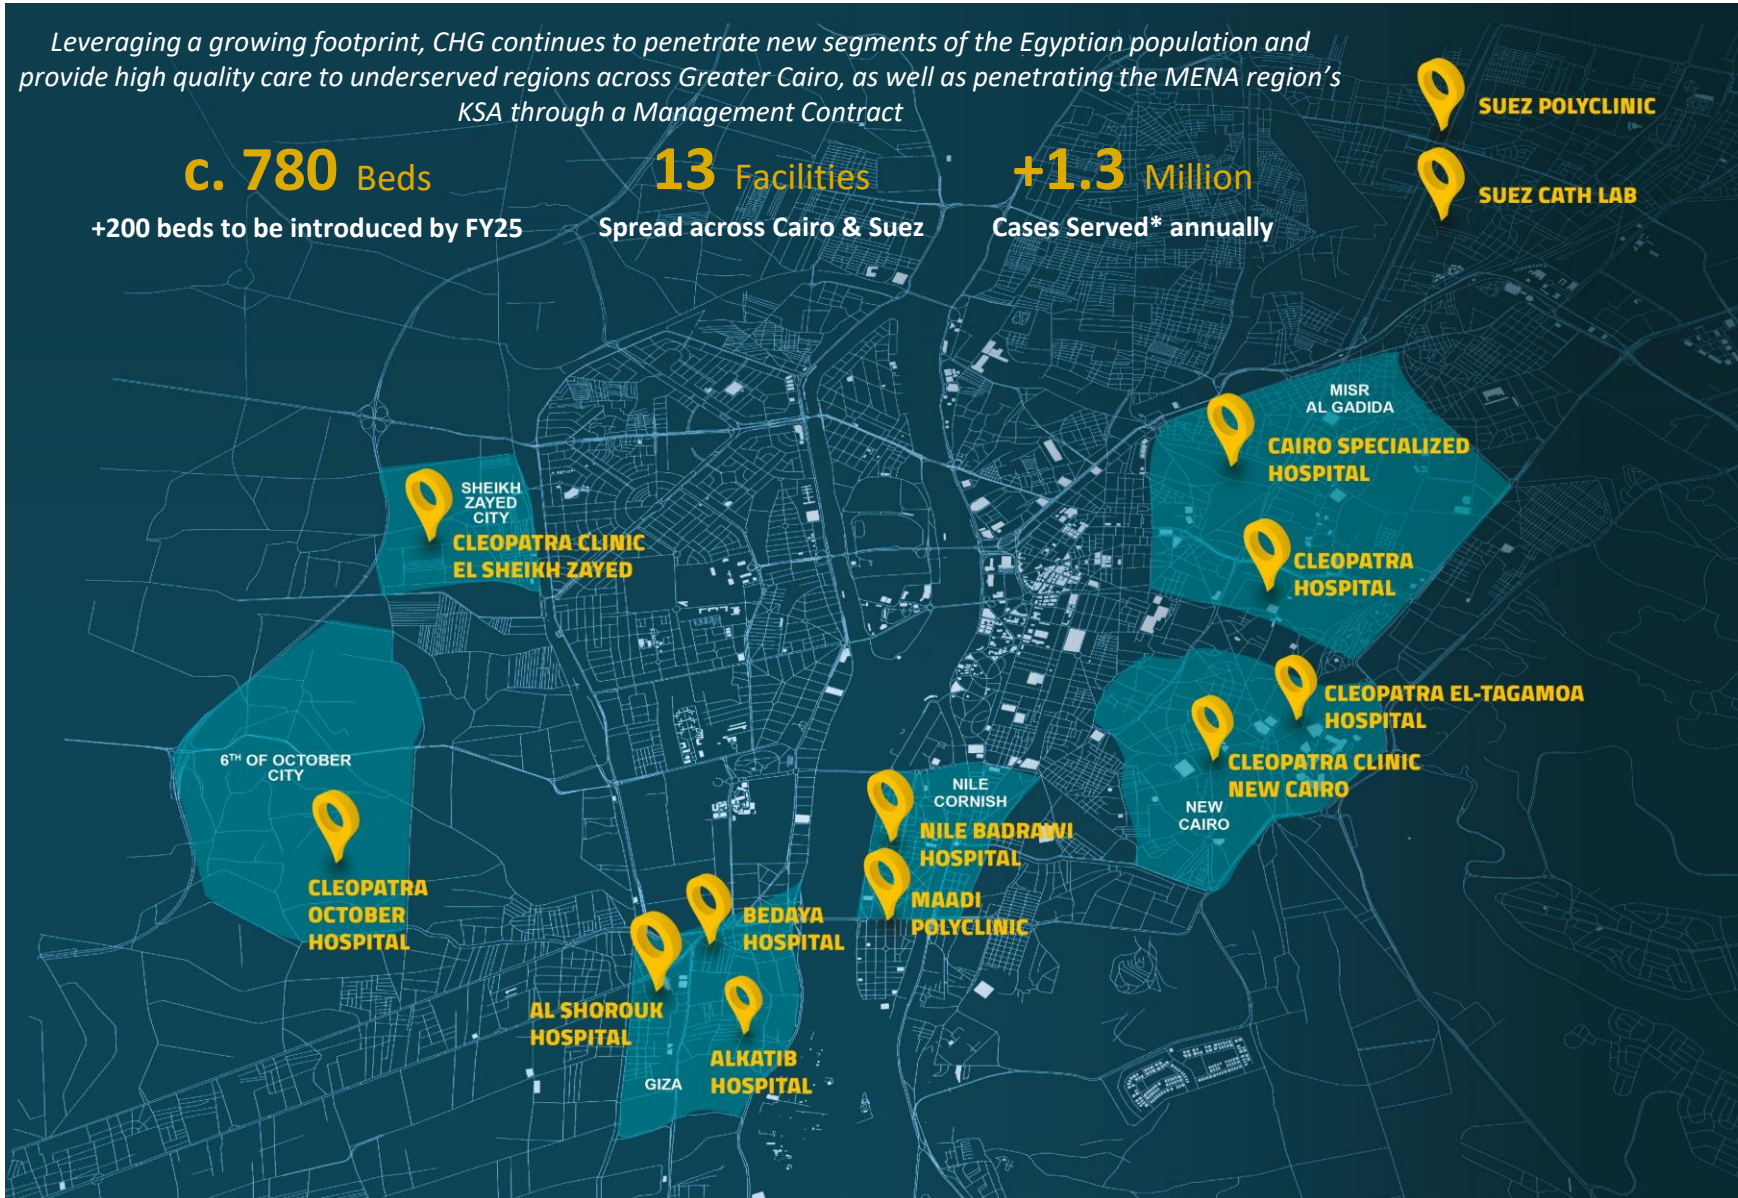 Leveraging a growing footprint, CHG continues to penetrate new segments of the Egyptian population and
provide high quality care to underserved regions across Greater Cairo, as well as penetrating the MENA region's
KSA through a Management Contract
c. 780 Beds
+200 beds to be introduced by FY25
13 Facilities
Spread across Cairo & Suez
+1.3 Million
Cases Served* annually
SUEZ POLYCLINIC
SUEZ CATH LAB
MISR
AL GADIDA
CAIRO SPECIALIZED
HOSPITAL
CLEOPATRA
HOSPITAL
SHEIKH
ZAYED
CITY
CLEOPATRA CLINIC
EL SHEIKH ZAYED
CLEOPATRA EL-TAGAMOA
HOSPITAL
CLEOPATRA CLINIC
NEW CAIRO
NEW
CAIRO
6TH OF OCTOBER
CITY
CLEOPATRA
OCTOBER
HOSPITAL
NILE
CORNISH
NILE BADRAWI
HOSPITAL
MAADI
POLYCLINIC
BEDAYA
HOSPITAL
AL SHOROUK
HOSPITAL
ALKATIB
HOSPITAL
GIZA